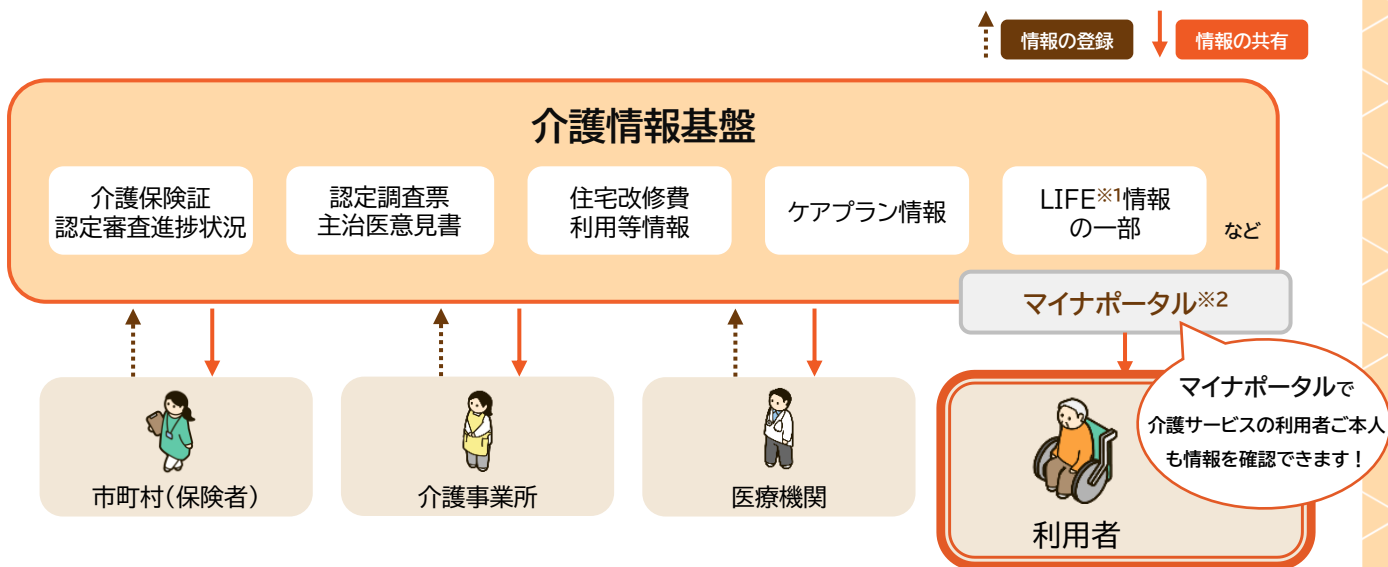 情報の登録
情報の共有
介護情報基盤
介護保険証
認定審査進捗状況
認定調査票
主治医意見書
住宅改修費
利用等情報
ケアプラン情報
LIFE※1情報
の一部
など
マイナポータル※2
マイナポータルで
介護サービスの利用者ご本人
も情報を確認できます！
市町村(保険者)
介護事業所
医療機関
利用者